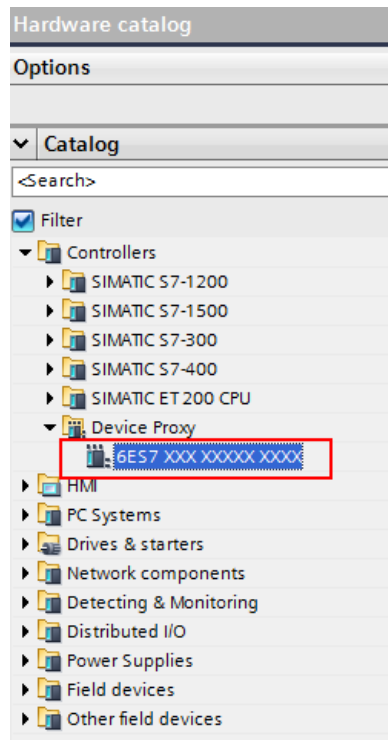 Hardware catalog
Options
Catalog
<Search>
Filter
Controllers
SIMATIC S7-1200
SIMATIC S7-1500
SIMATIC S7-300
SIMATIC S7-400
SIMATIC ET 200 CPU
Device Proxy
6ES7 XXX XXXXX XXXX
HMI
PC Systems
Drives & starters
Network components
Detecting & Monitoring
Distributed I/O
Power Supplies
Field devices
Other field devices